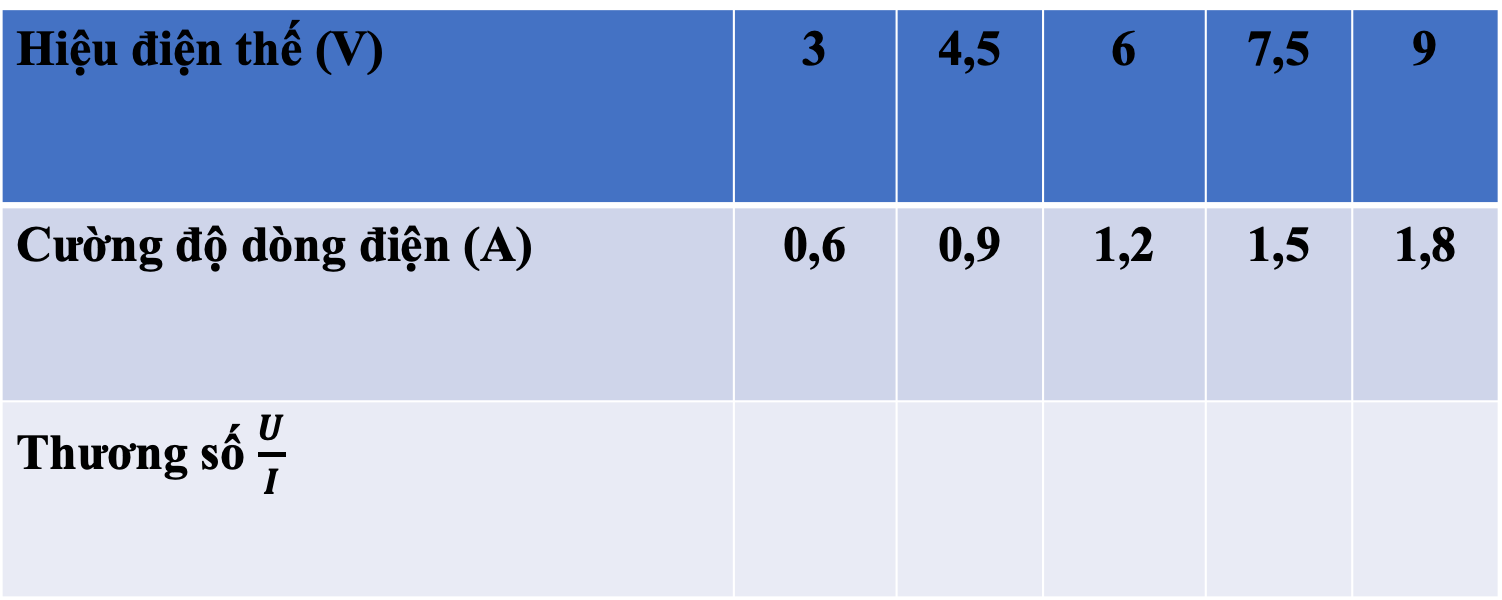 Hiệu điện thế (V) 3 4,5 6 7,5 9
Cường độ dòng điện (A) 0,6 0,9 1,2 1,5 1,8
Thương số U/I